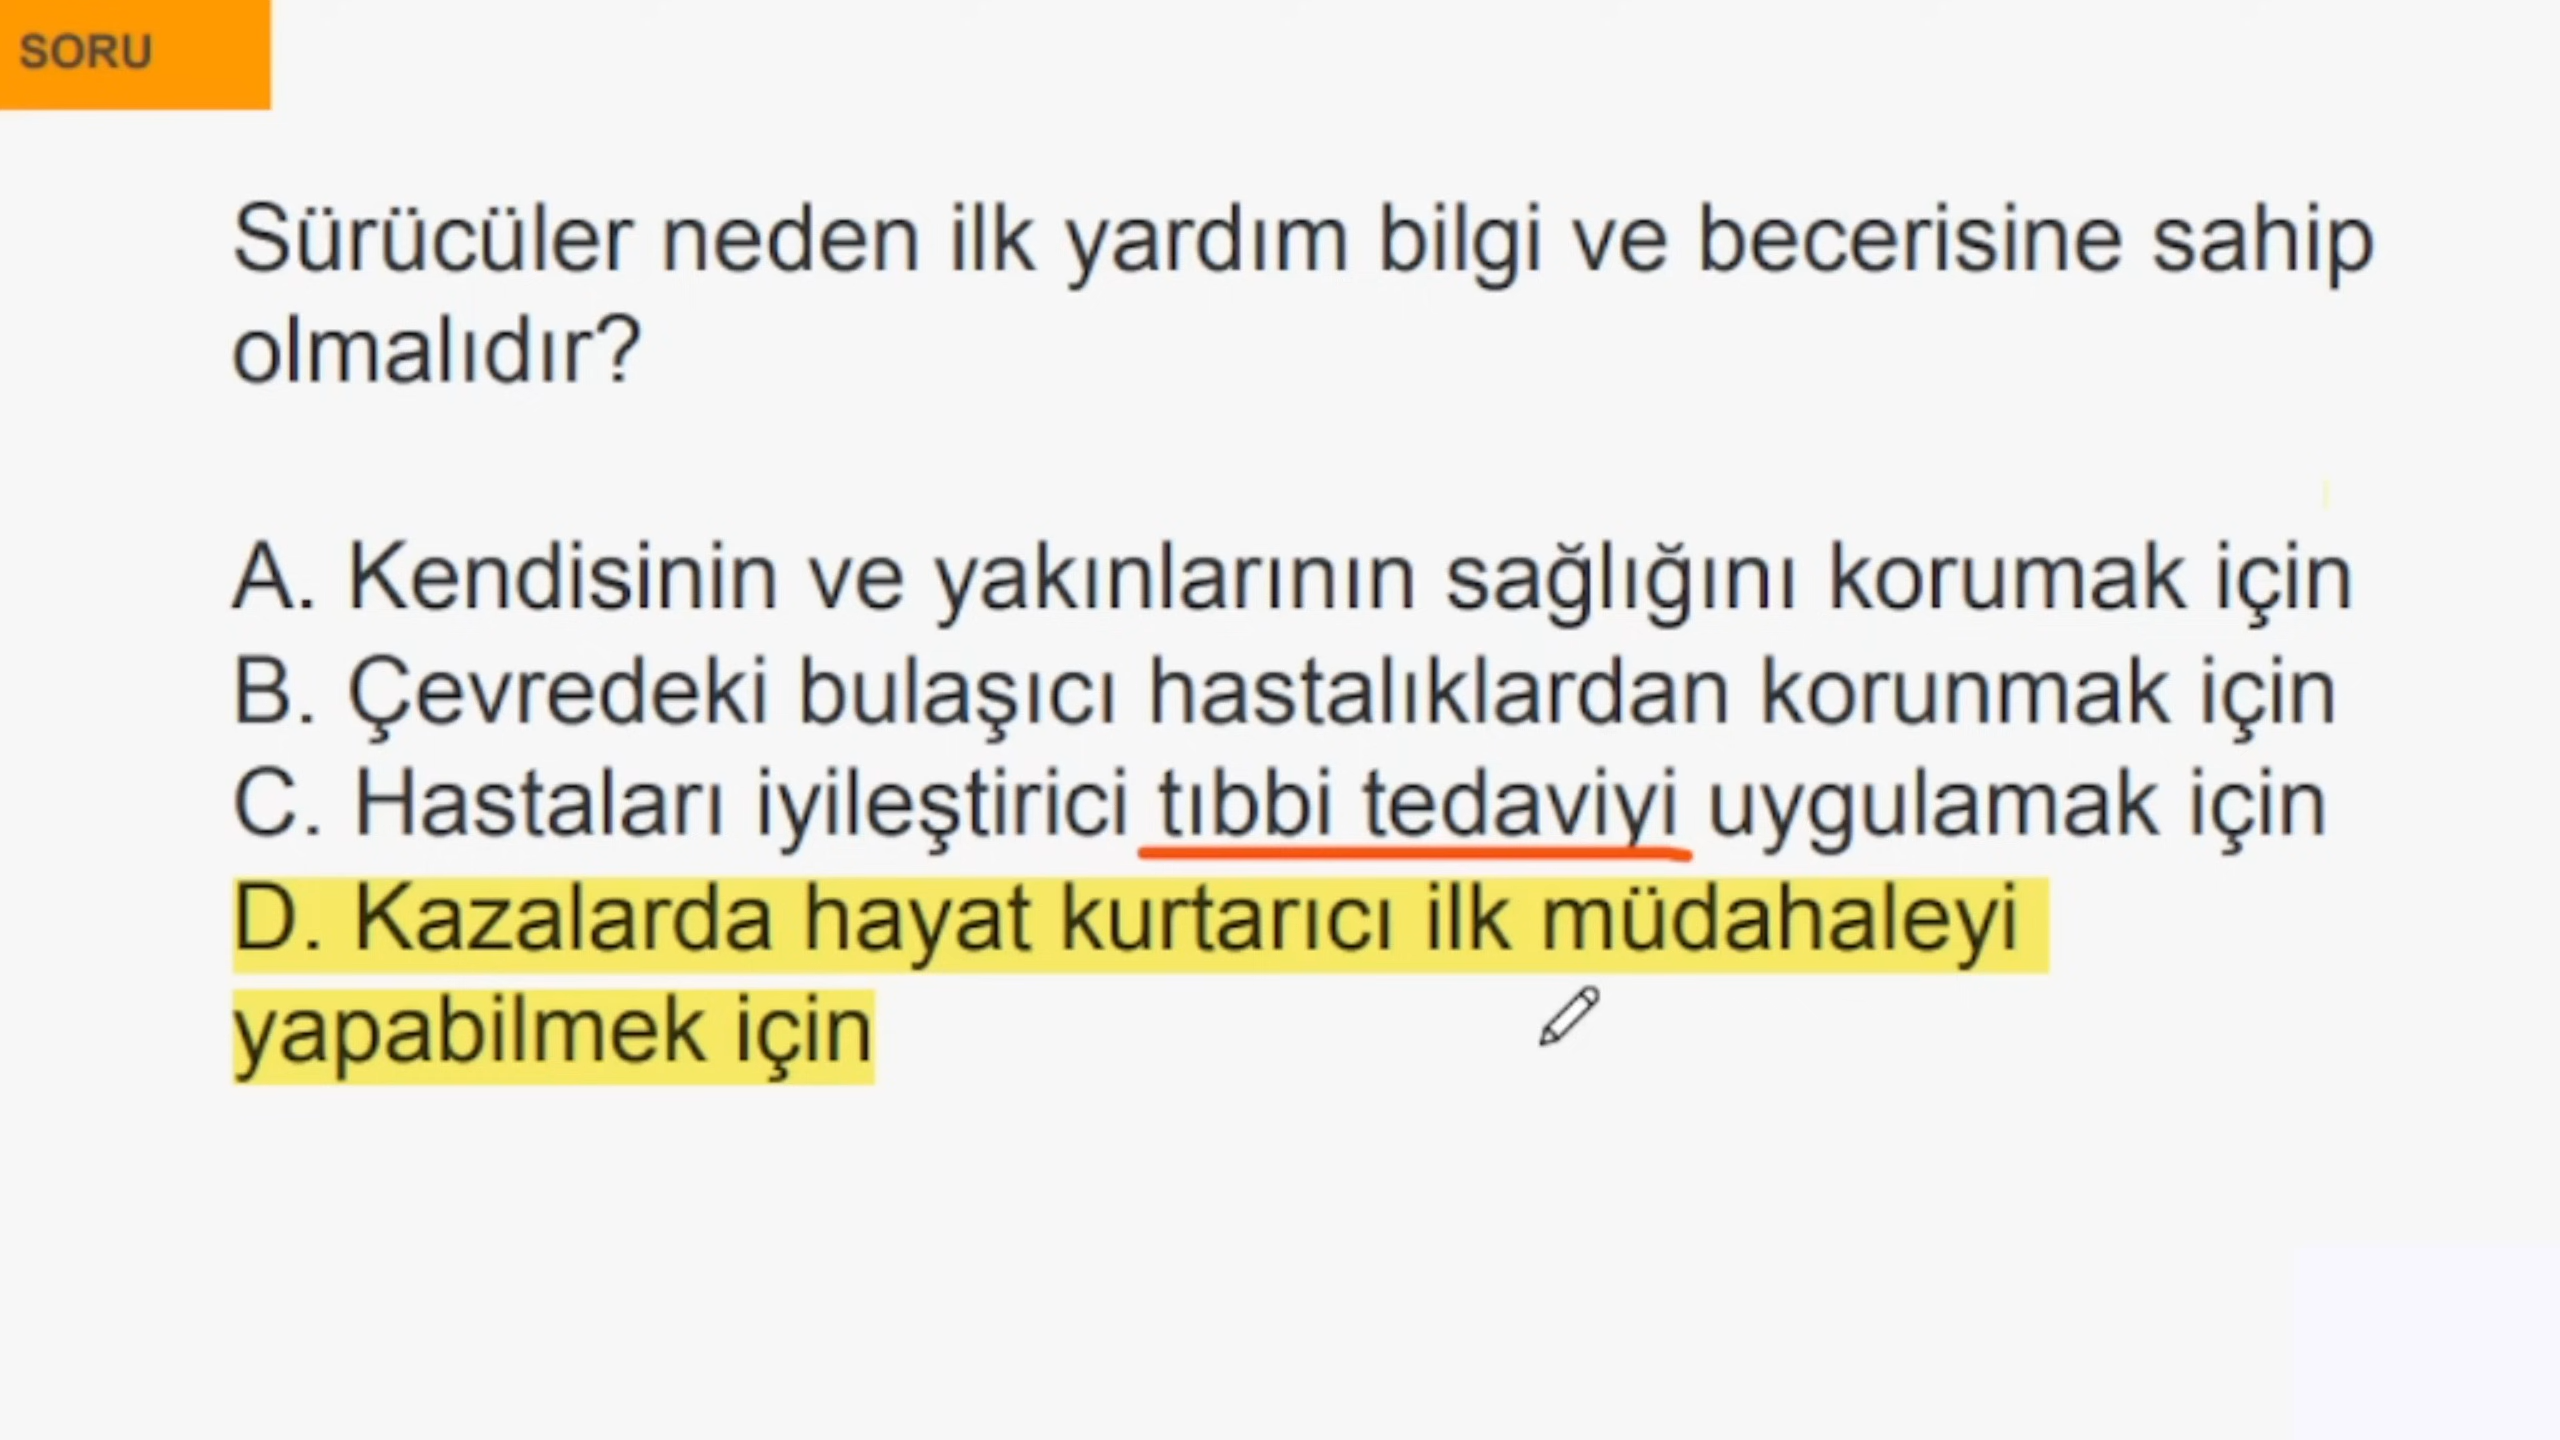 SORU
Sürücüler neden ilk yardım bilgi ve becerisine sahip
olmalıdır?
A. Kendisinin ve yakınlarının sağlığını korumak için
B. Çevredeki bulaşıcı hastalıklardan korunmak için
C. Hastaları iyileştirici tıbbi tedaviyi uygulamak için
D. Kazalarda hayat kurtarıcı ilk müdahaleyi
yapabilmek için